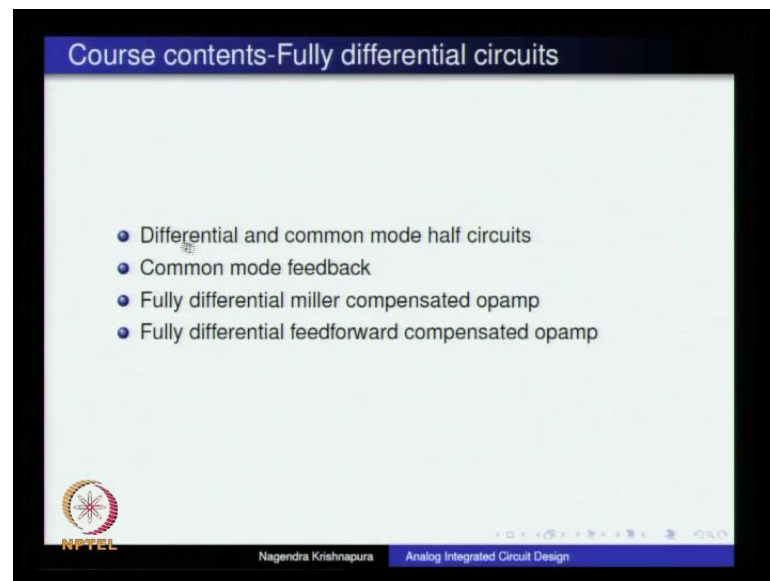 Course contents-Fully differential circuits
Differential and common mode half circuits
Common mode feedback
Fully differential miller compensated opamp
Fully differential feedforward compensated opamp
NPTEL
Nagendra Krishnapura Analog Integrated Circuit Design